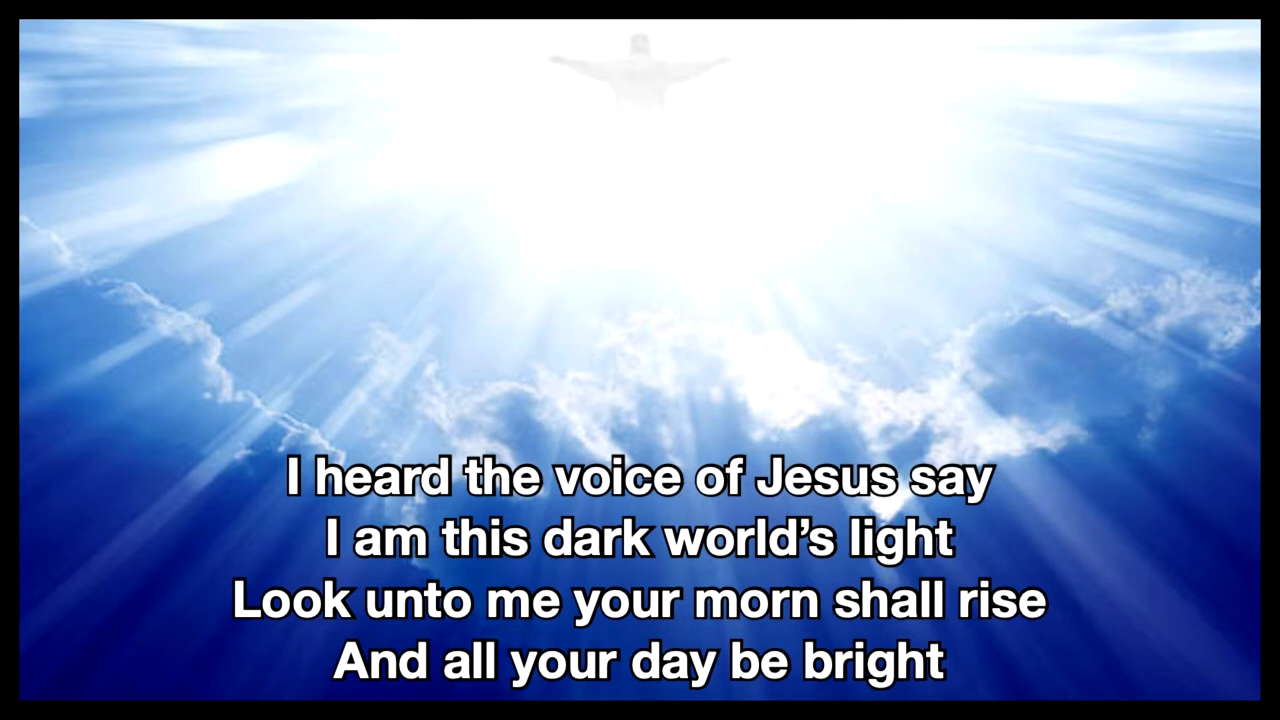 I heard the voice of Jesus say
I am this dark world’s light
Look unto me your morn shall rise
And all your day be bright